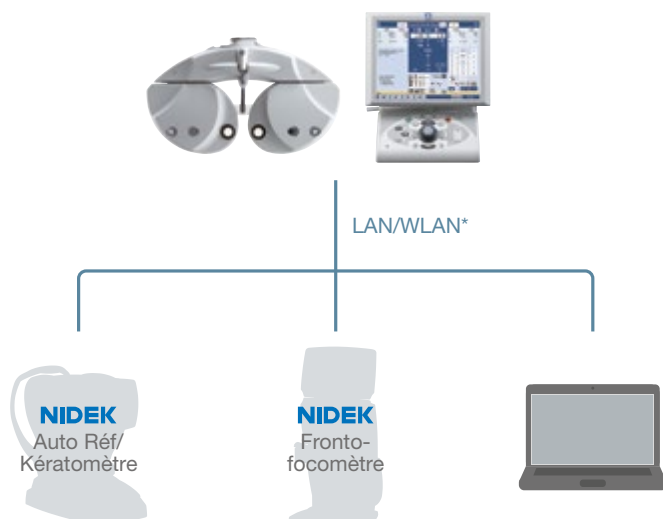 LAN/WLAN*
NIDEK
Auto Réf/
Kératomètre
NIDEK
Fronto-
focomètre